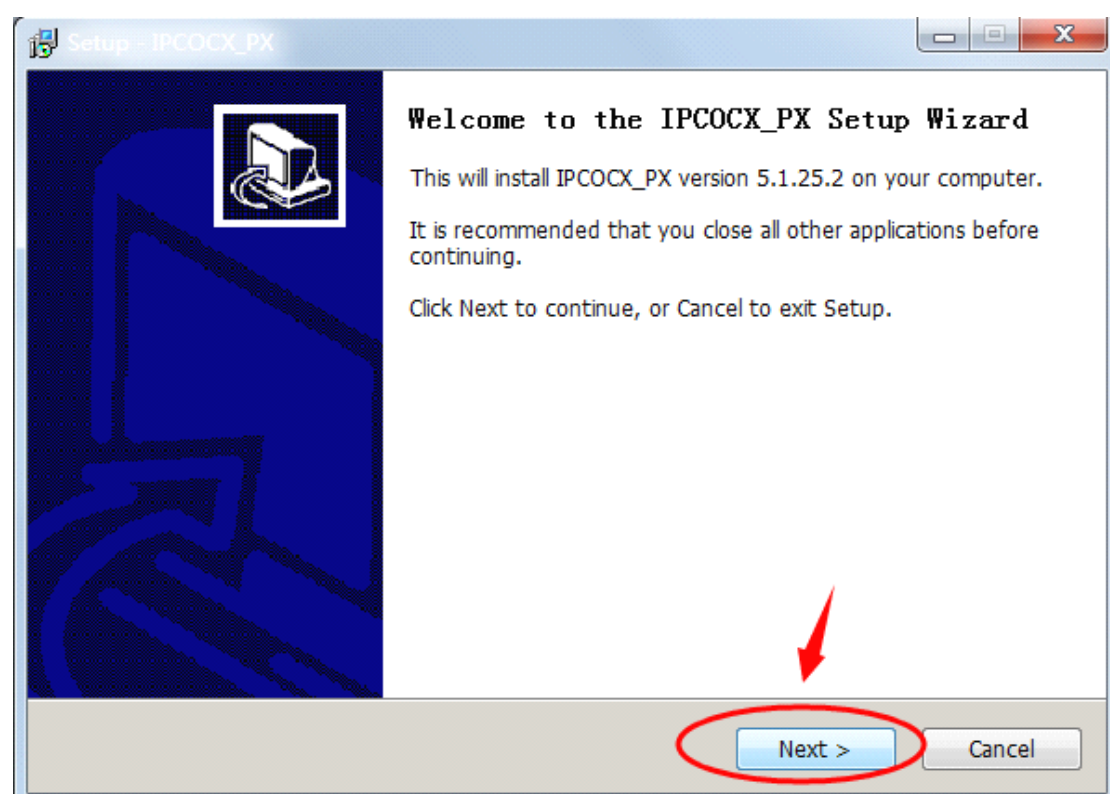 Setup - IPCOCX_PX
Welcome to the IPCOCX_PX Setup Wizard
This will install IPCOCX_PX version 5.1.25.2 on your computer.
It is recommended that you close all other applications before
continuing.
Click Next to continue, or Cancel to exit Setup.
Next >
Cancel